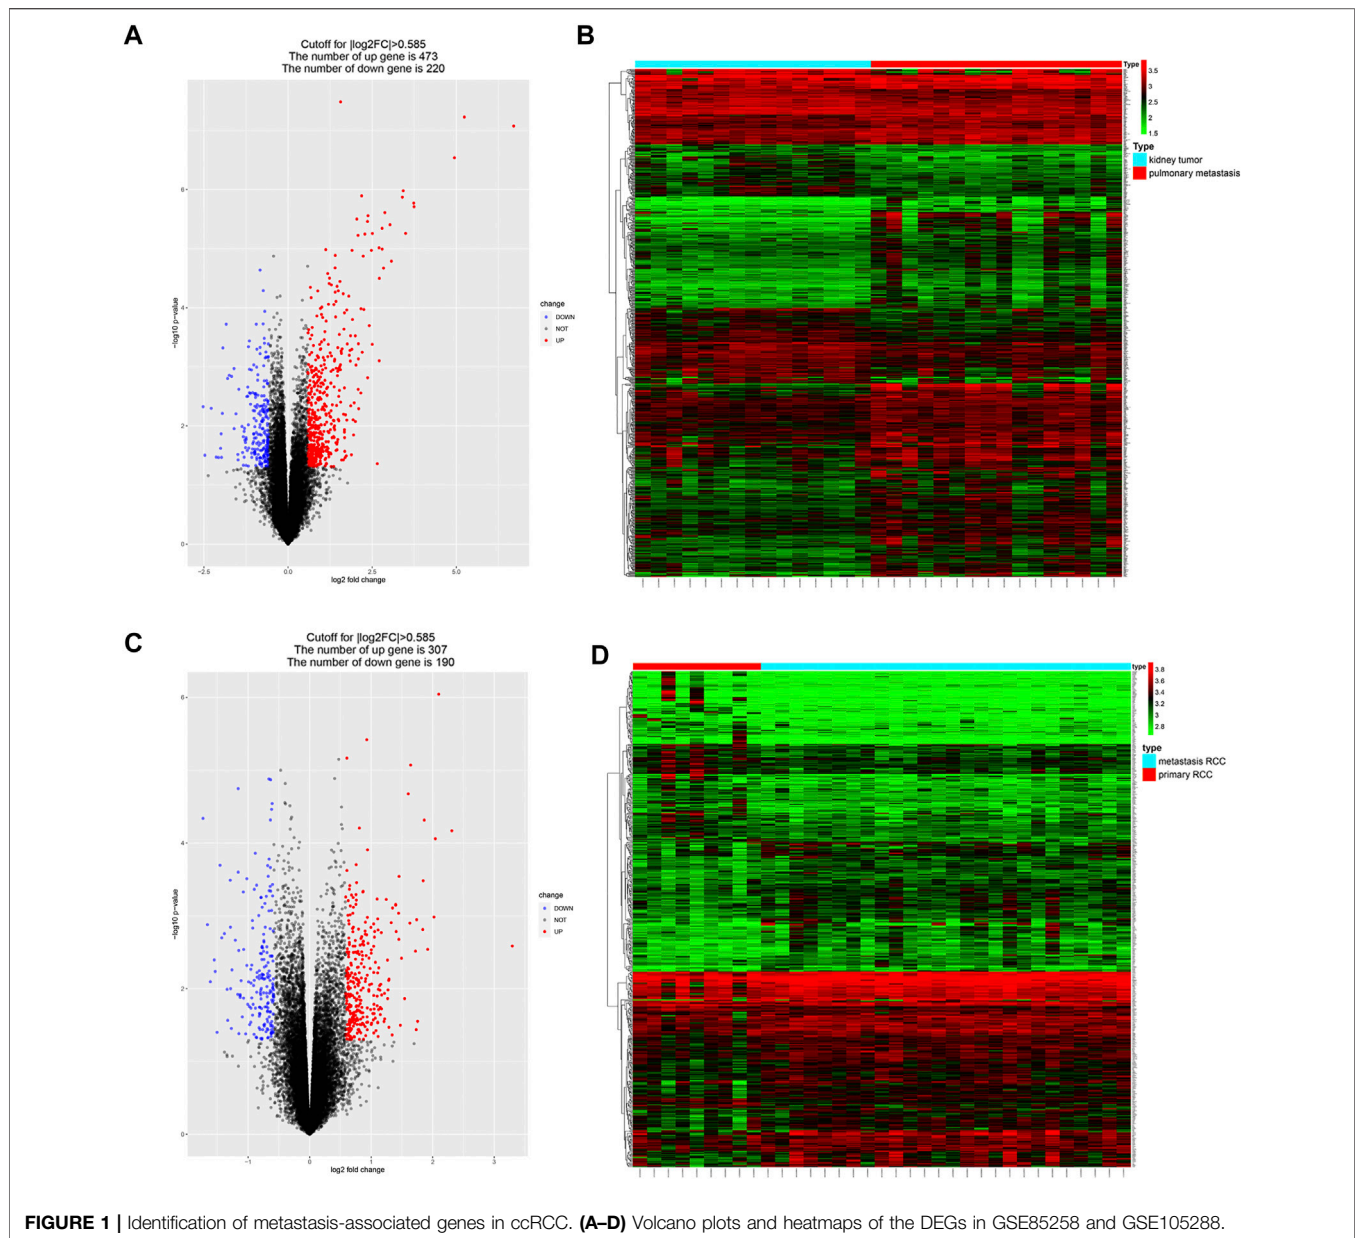 A
Cutoff for |log2FC|>0.585
The number of up gene is 473
The number of down gene is 220
6
4
2
0
−log10 p-value
−2.5
0.0
2.5
5.0
log2 fold change
change
DOWN
NOT
UP
B
Type
3.5
3
2.5
2
1.5
Type
kidney tumor
pulmonary metastasis
C
Cutoff for |log2FC|>0.585
The number of up gene is 307
The number of down gene is 190
6
4
2
0
−log10 p-value
−1
0
1
2
3
log2 fold change
change
DOWN
NOT
UP
D
type
3.8
3.6
3.4
3.2
3
2.8
type
metastasis RCC
primary RCC
FIGURE 1 | Identification of metastasis-associated genes in ccRCC. (A–D) Volcano plots and heatmaps of the DEGs in GSE85258 and GSE105288.